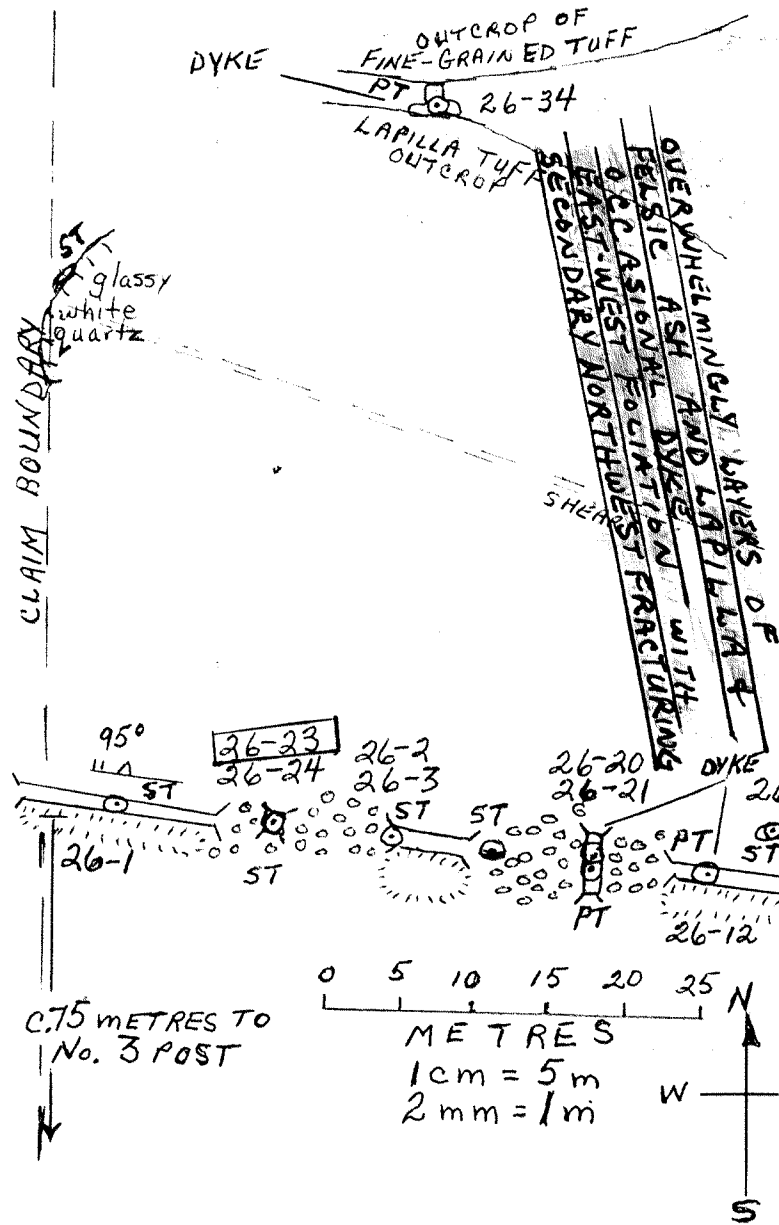 OUTCROP OF
FINE-GRAINED TUFF
DYKE
PT
26-34
LAPILLA TUFF
OUTCROP
OVERWHELMINGLY LAYERS OF
FELSIC ASH AND LAPILLA &
OCCASIONAL DYKE
EAST-WEST FOLIATION WITH
SECONDARY NORTHWEST FRACTURING
ST
glassy
white
quartz
CLAIM BOUNDARY
SHEAR
95°
ST
26-23
26-24
26-2
26-3
ST
ST
26-20
26-21
DYKE
26
PT
ST
26-1
ST
PT
26-12
0 5 10 15 20 25
METRES
1cm = 5m
2mm = 1m
C.75 METRES TO
No. 3 POST
N
W
S